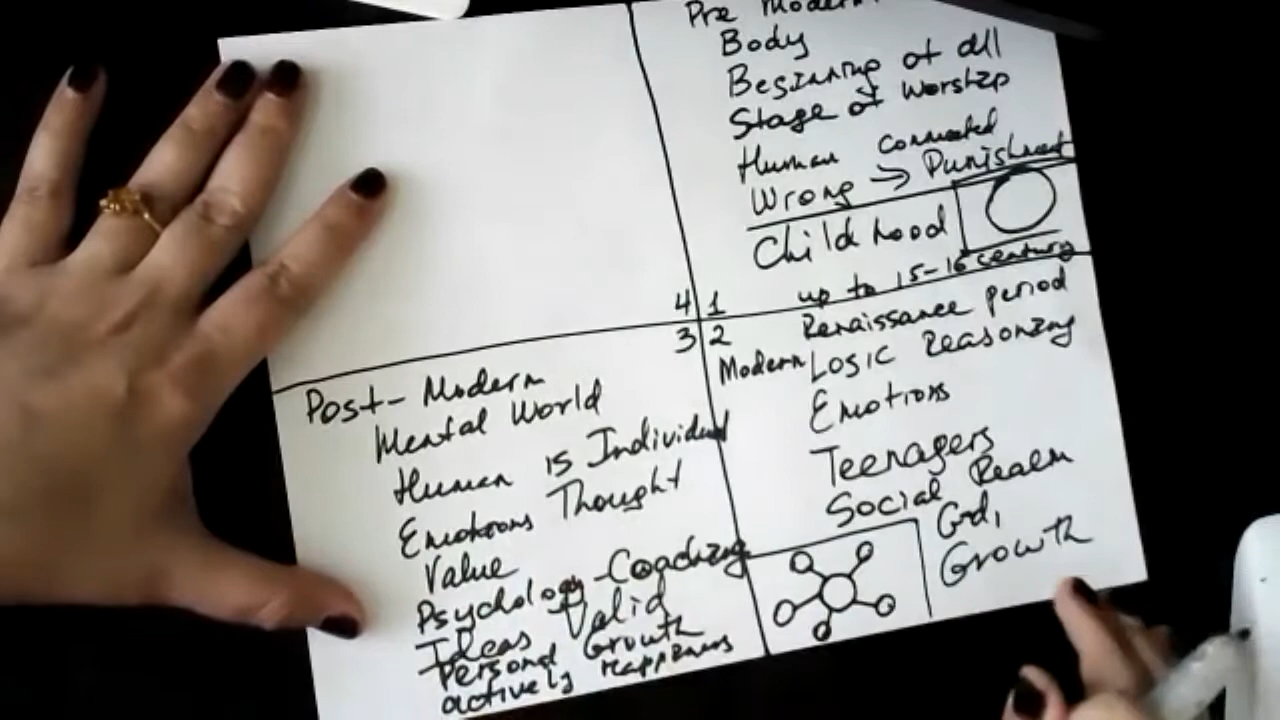 Pre Modern
Body
Beginning of all
Stage of Worship
Human connected
Wrong → Punishment
Childhood
up to 15-16 century
4 1
3 2
Renaissance period
Modern Logic Reasoning
Emotions
Teenagers
Social Realm
God,
Growth
Post-Modern
Mental World
Human is Individual
Emotions Thought
Value
Psychology - Coaching
Ideas Valid
Personal Growth
actively Happiness